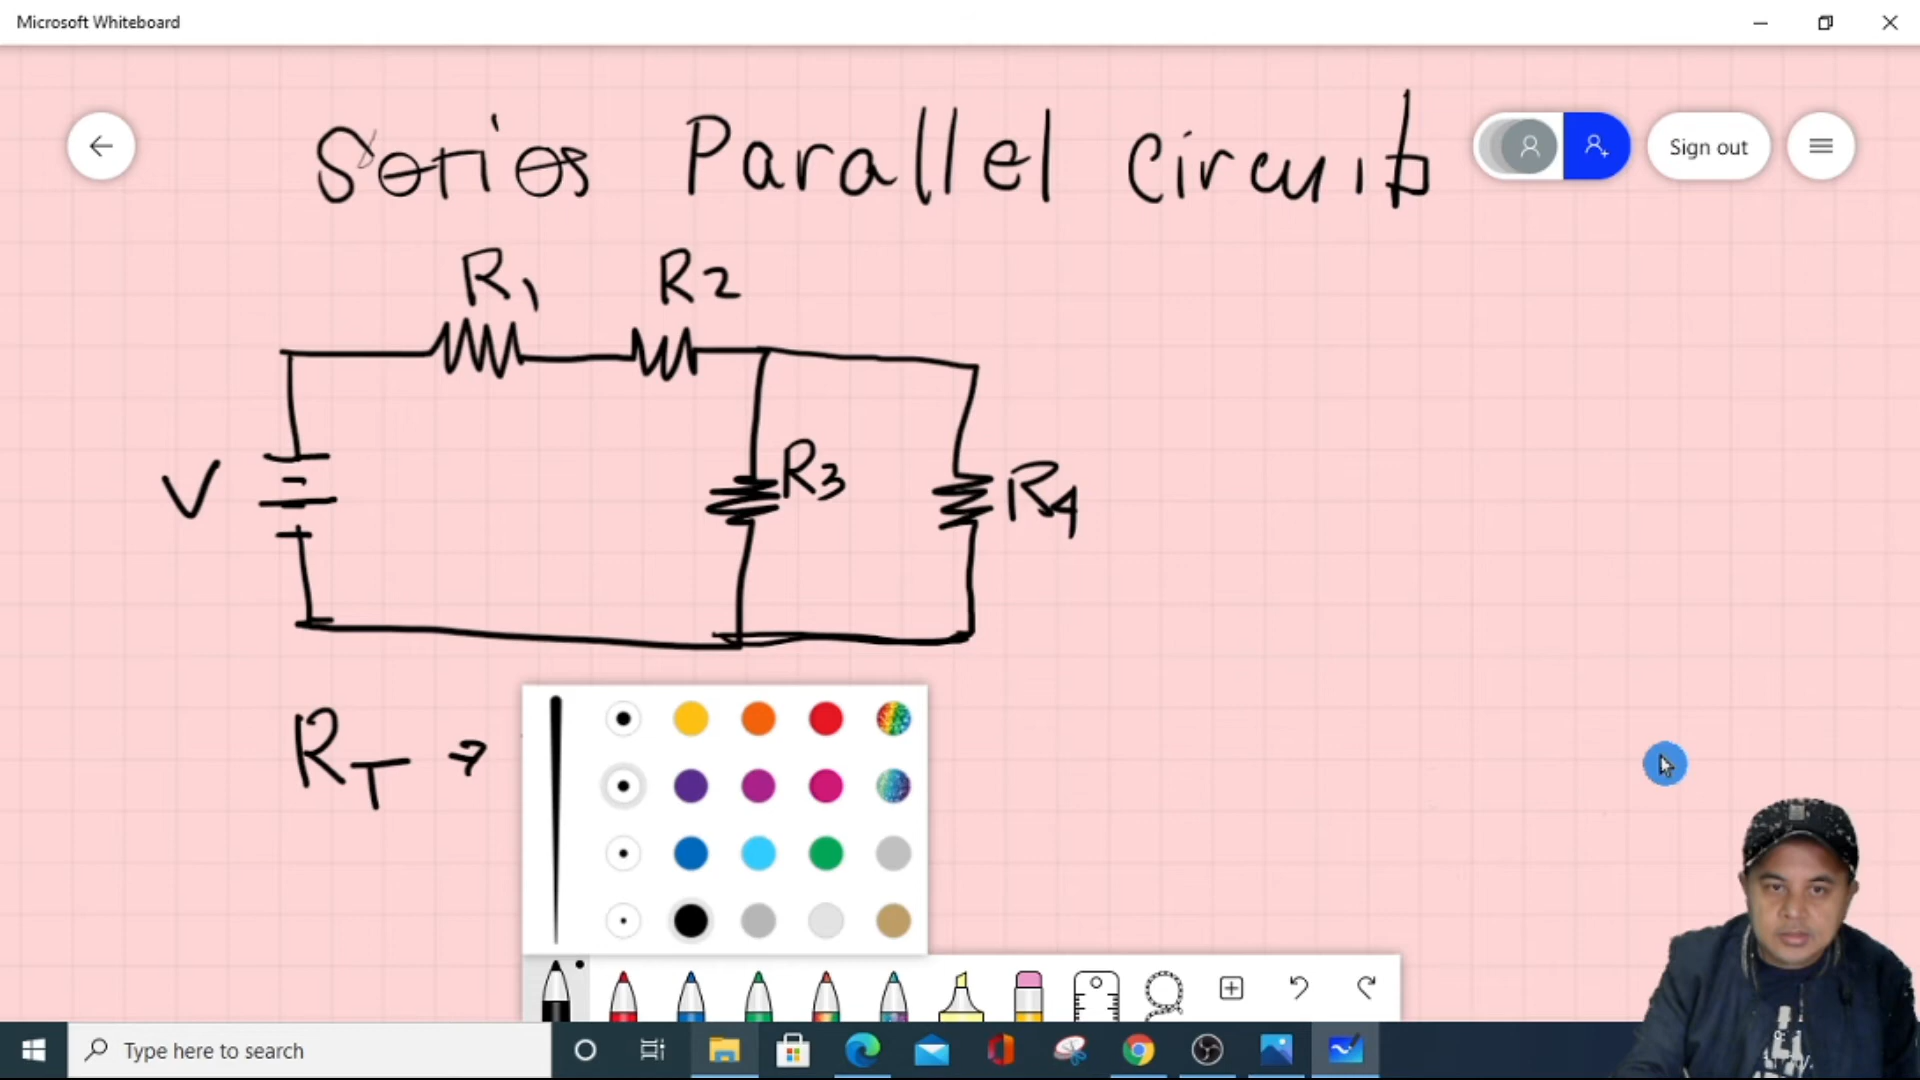 Microsoft Whiteboard
Series Parallel Circuit
Sign out
R1 R2
V
R3
R4
RT →
Type here to search